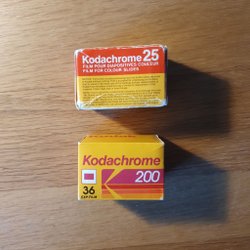 Kodachrome 25
FILM POUR DIAPOSITIVES COULEUR
FILM FOR COLOUR SLIDES
Kodachrome
200
36
EXP. FILM